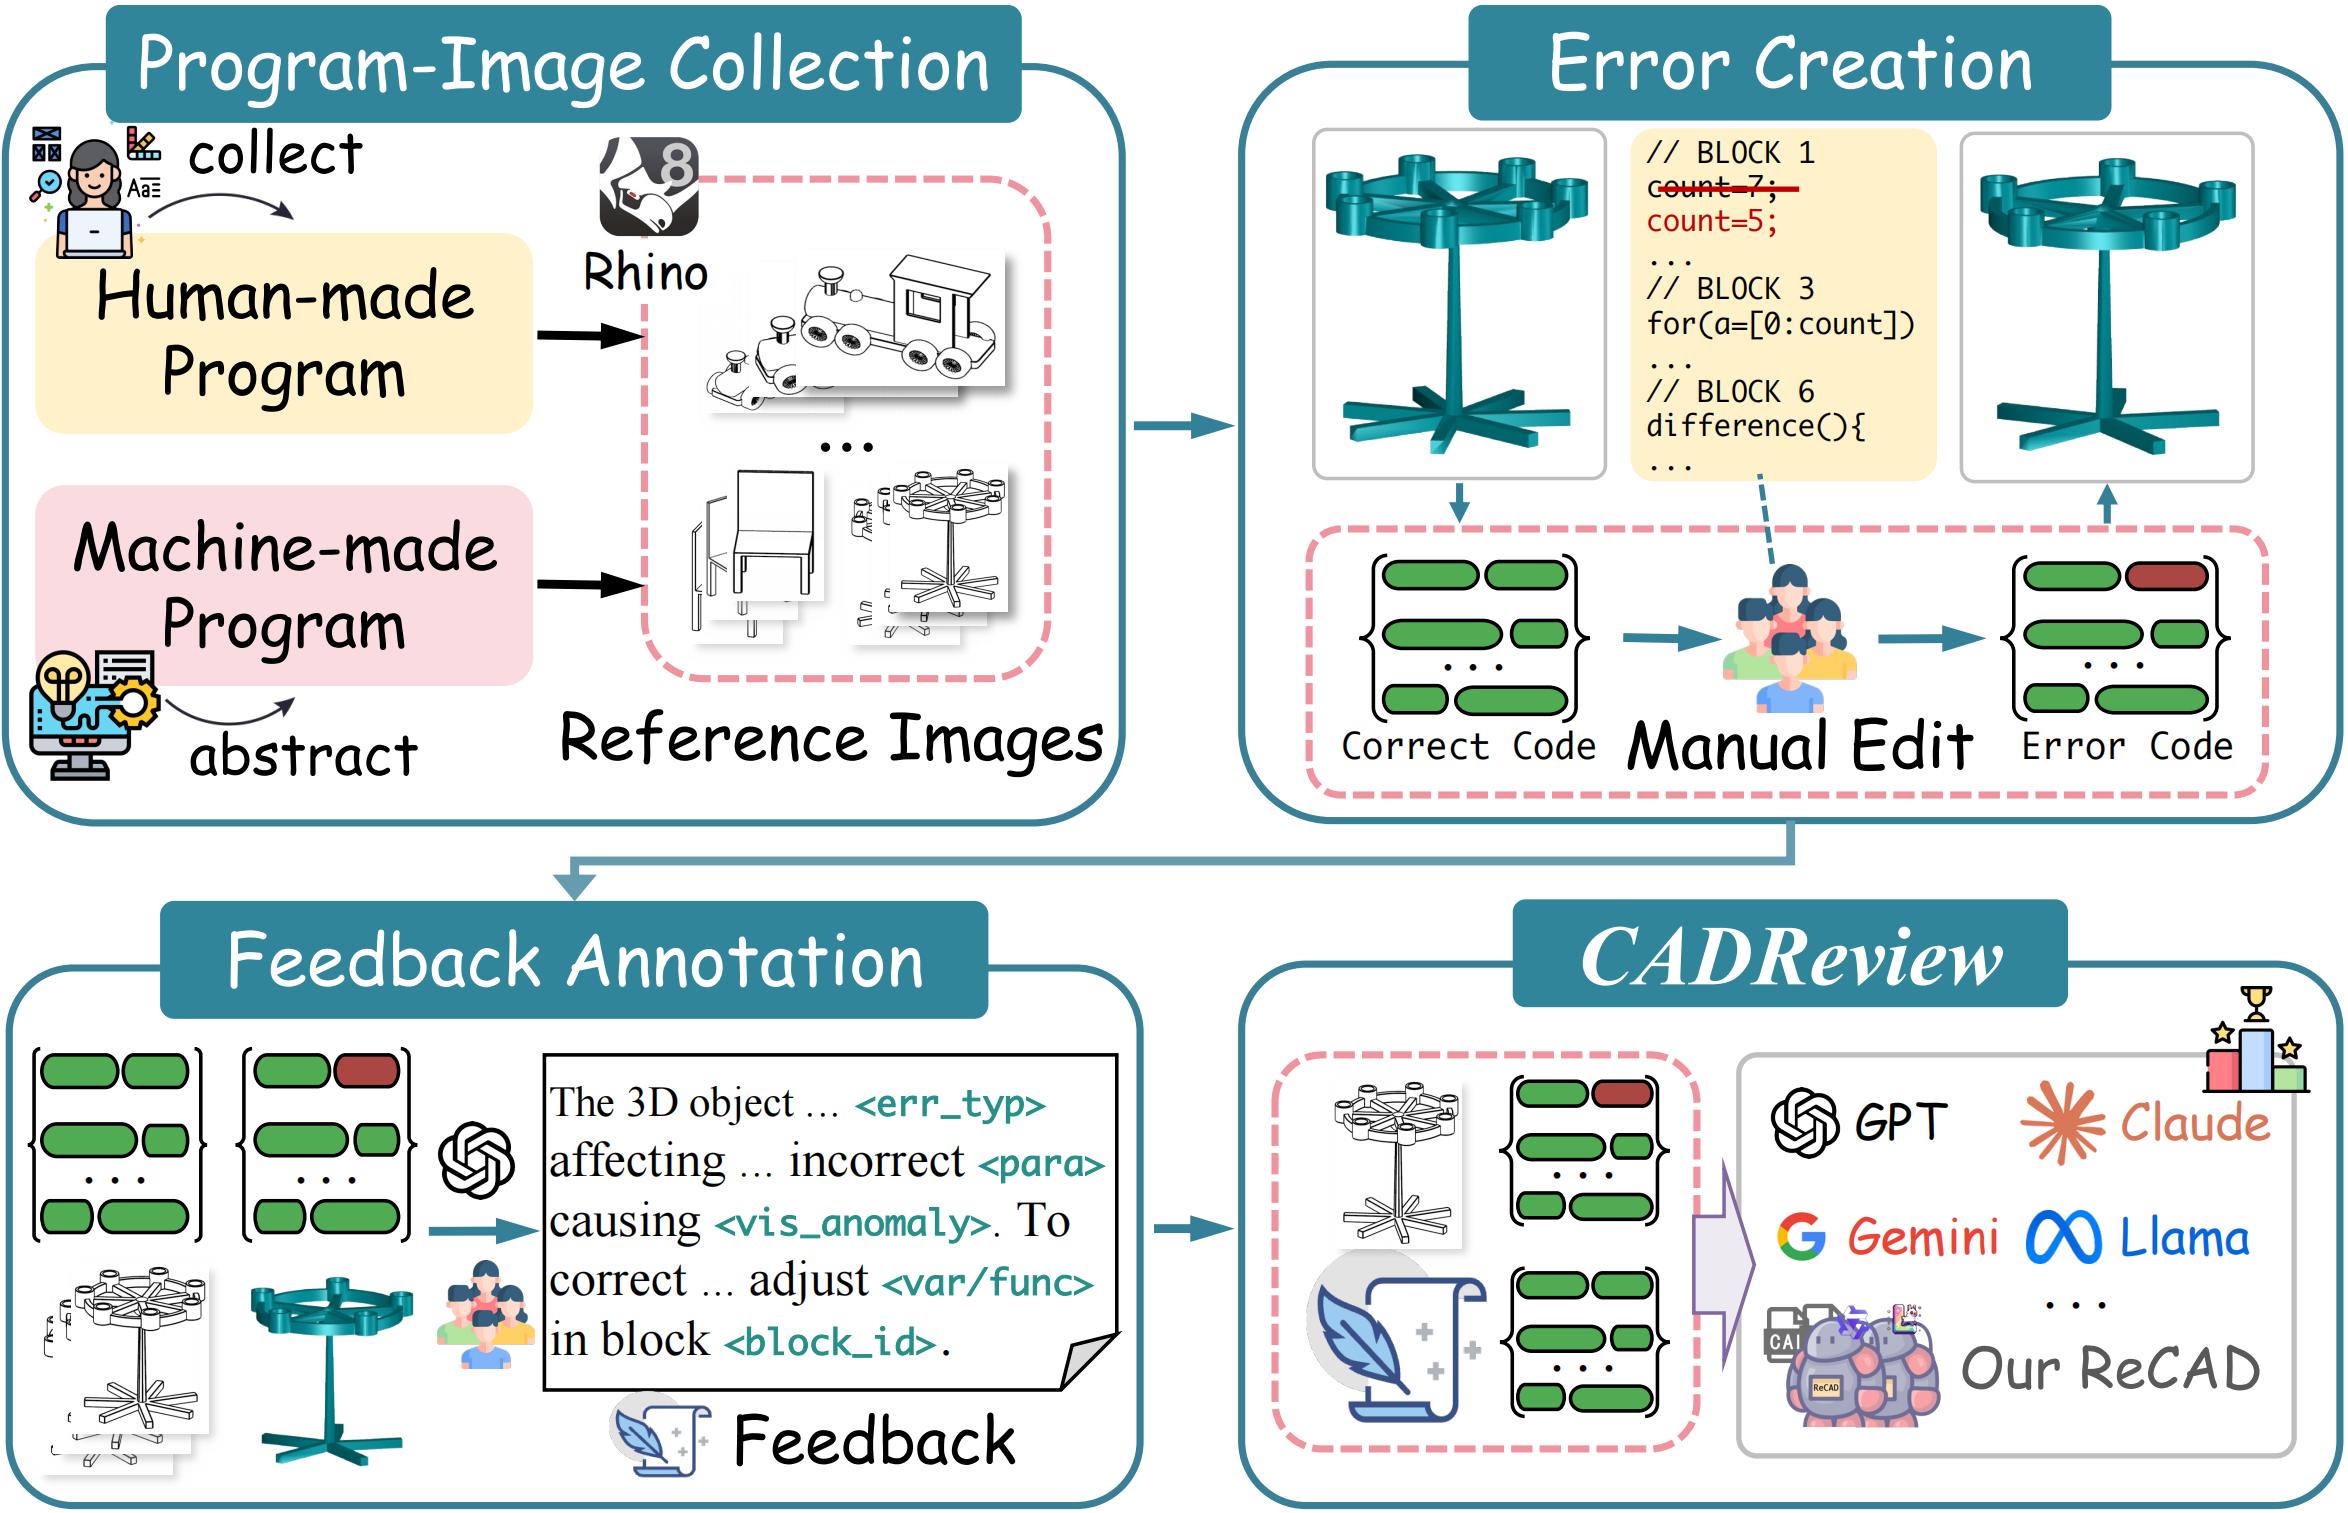 Program-Image Collection
collect
Aa
Human-made
Program
Machine-made
Program
abstract
8
Rhino
...
Reference Images
Error Creation
// BLOCK 1
count=7;
count=5;
...
// BLOCK 3
for(a=[0:count])
...
// BLOCK 6
difference(){
...
...
Correct Code
Manual Edit
...
Error Code
Feedback Annotation
...
...
The 3D object ... <err_typ>
affecting ... incorrect <para>
causing <vis_anomaly>. To
correct ... adjust <var/func>
in block <block_id>.
Feedback
CADReview
...
...
GPT
Claude
Gemini
Llama
...
ReCAD
Our ReCAD